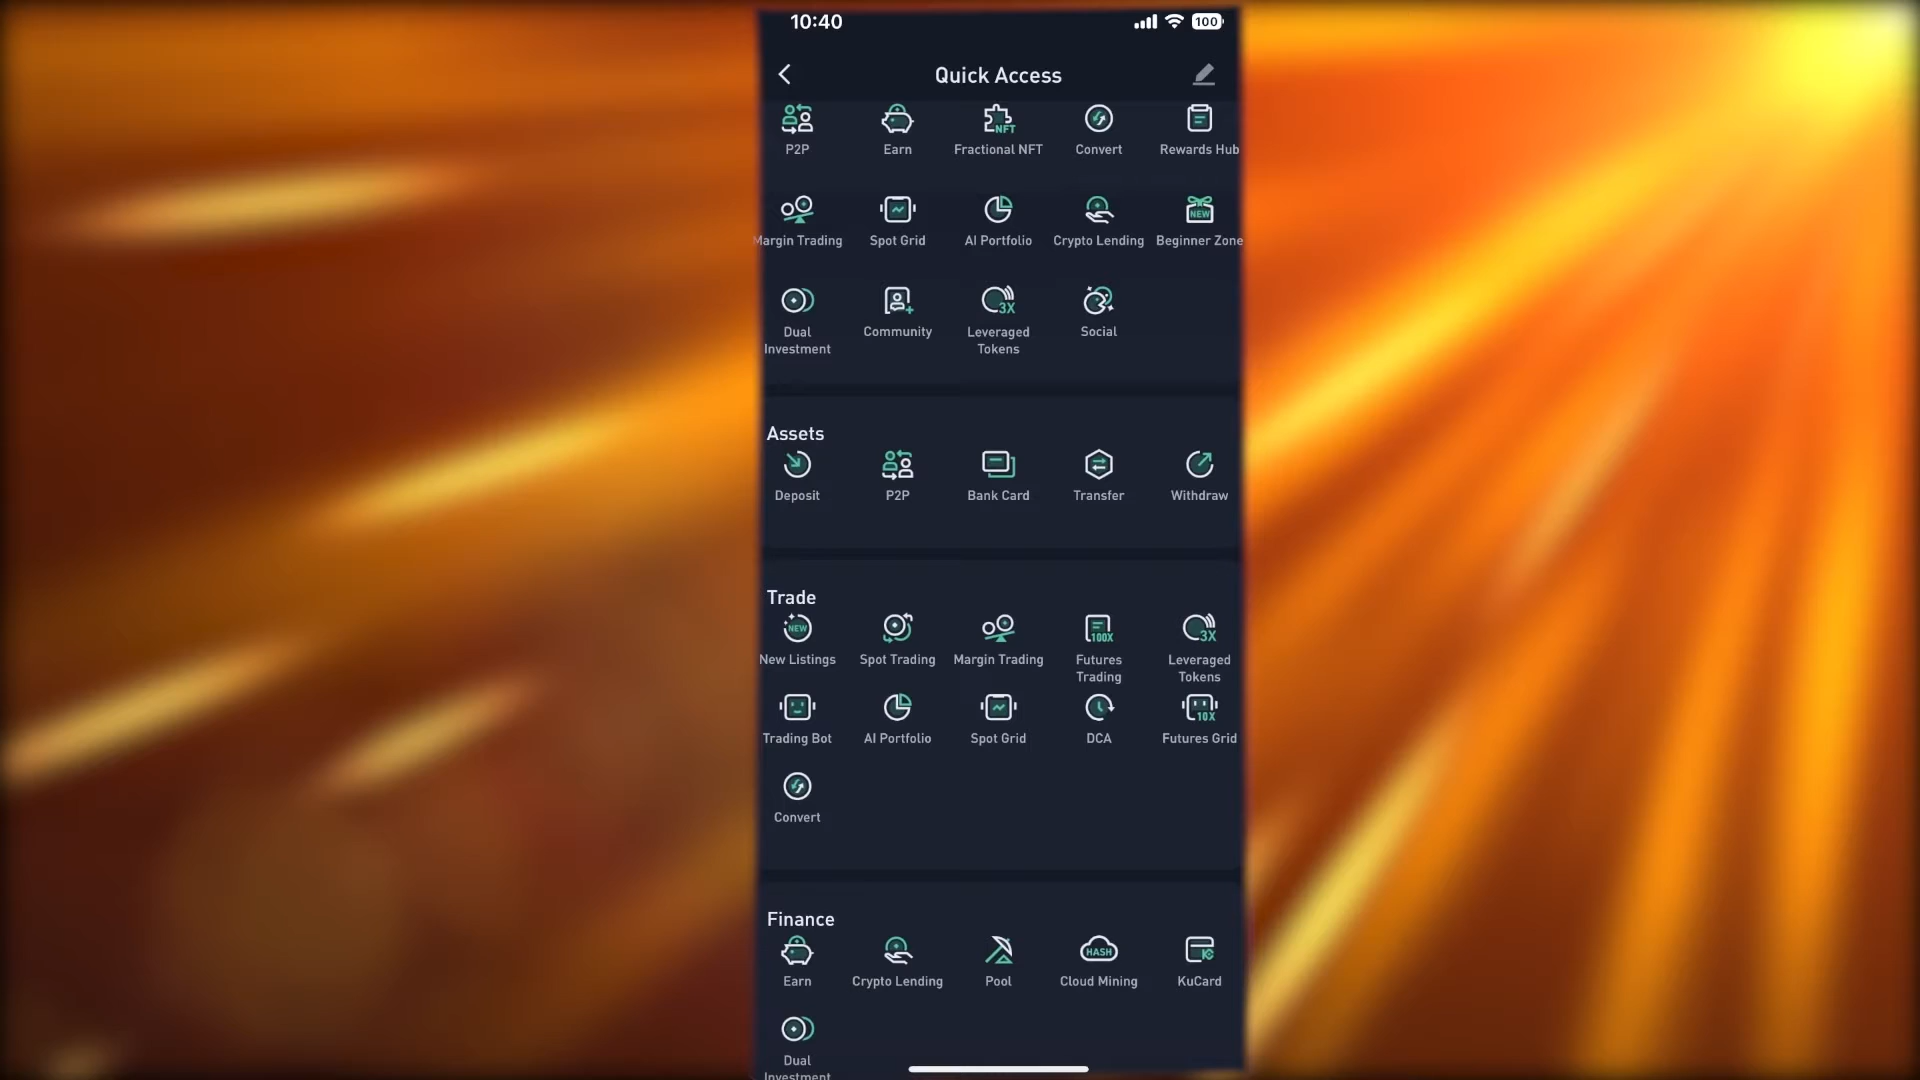 10:40
100
Quick Access
NFT
P2P Earn Fractional NFT Convert Rewards Hub
NEW
Margin Trading Spot Grid AI Portfolio Crypto Lending Beginner Zone
3X
Dual Community Leveraged Social
Investment Tokens
Assets
Deposit P2P Bank Card Transfer Withdraw
Trade
NEW 100X 3X
New Listings Spot Trading Margin Trading Futures Leveraged
Trading Tokens
10X
Trading Bot AI Portfolio Spot Grid DCA Futures Grid
Convert
Finance
HASH
Earn Crypto Lending Pool Cloud Mining KuCard
Dual
Investment